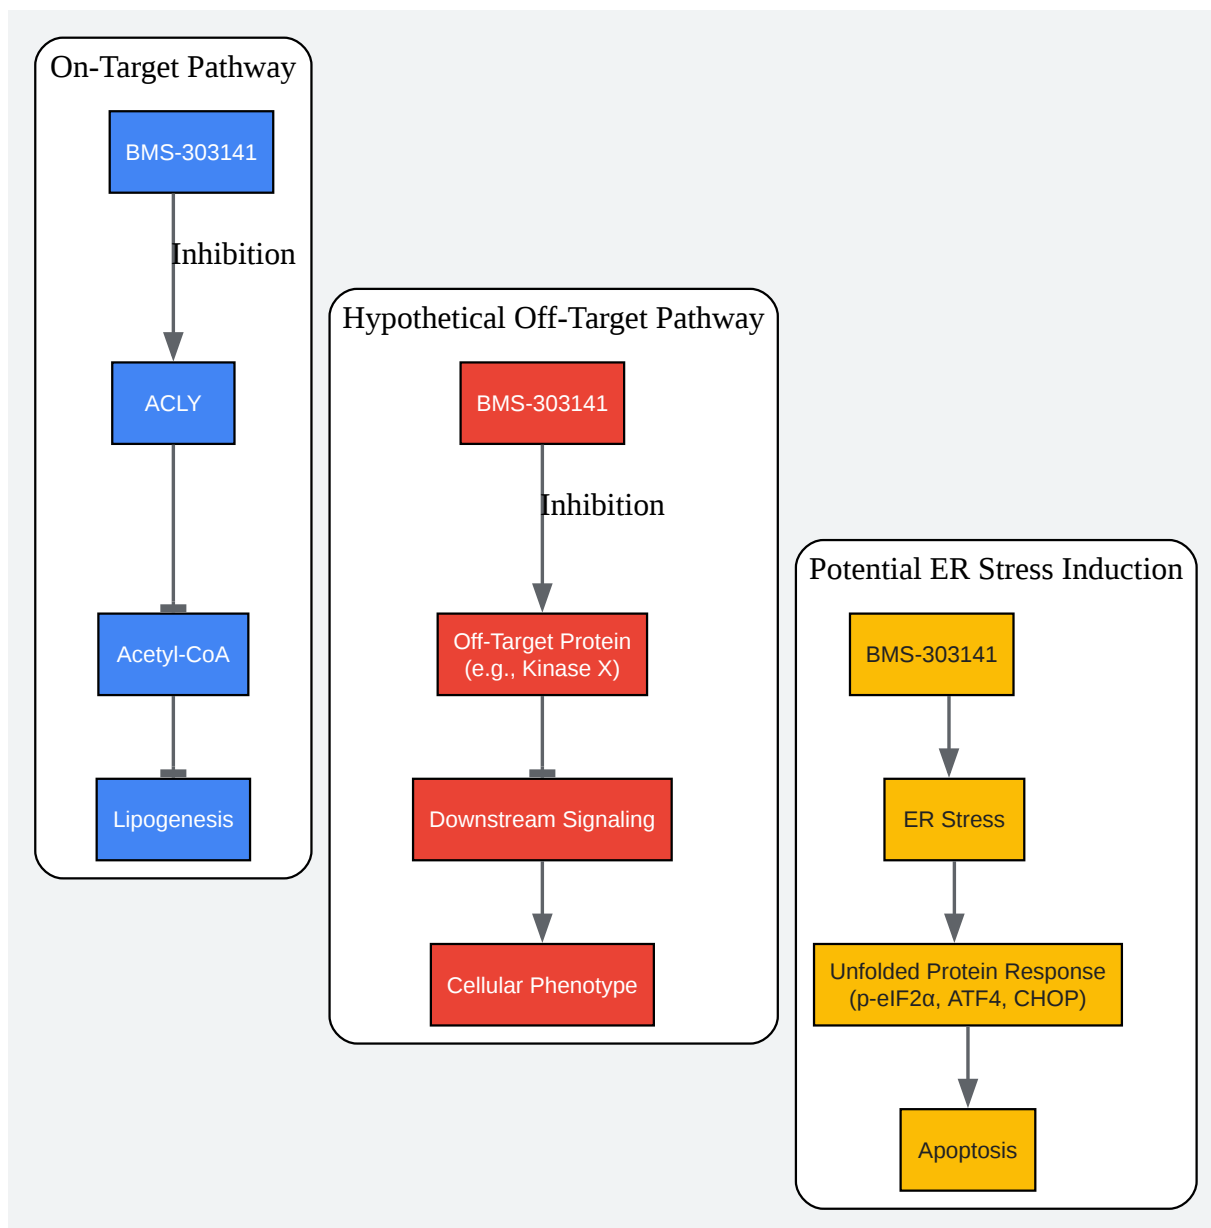 On-Target Pathway
BMS-303141
Inhibition
ACLY
Acetyl-CoA
Lipogenesis
Hypothetical Off-Target Pathway
BMS-303141
Inhibition
Off-Target Protein
(e.g., Kinase X)
Downstream Signaling
Cellular Phenotype
Potential ER Stress Induction
BMS-303141
ER Stress
Unfolded Protein Response
(p-eIF2α, ATF4, CHOP)
Apoptosis